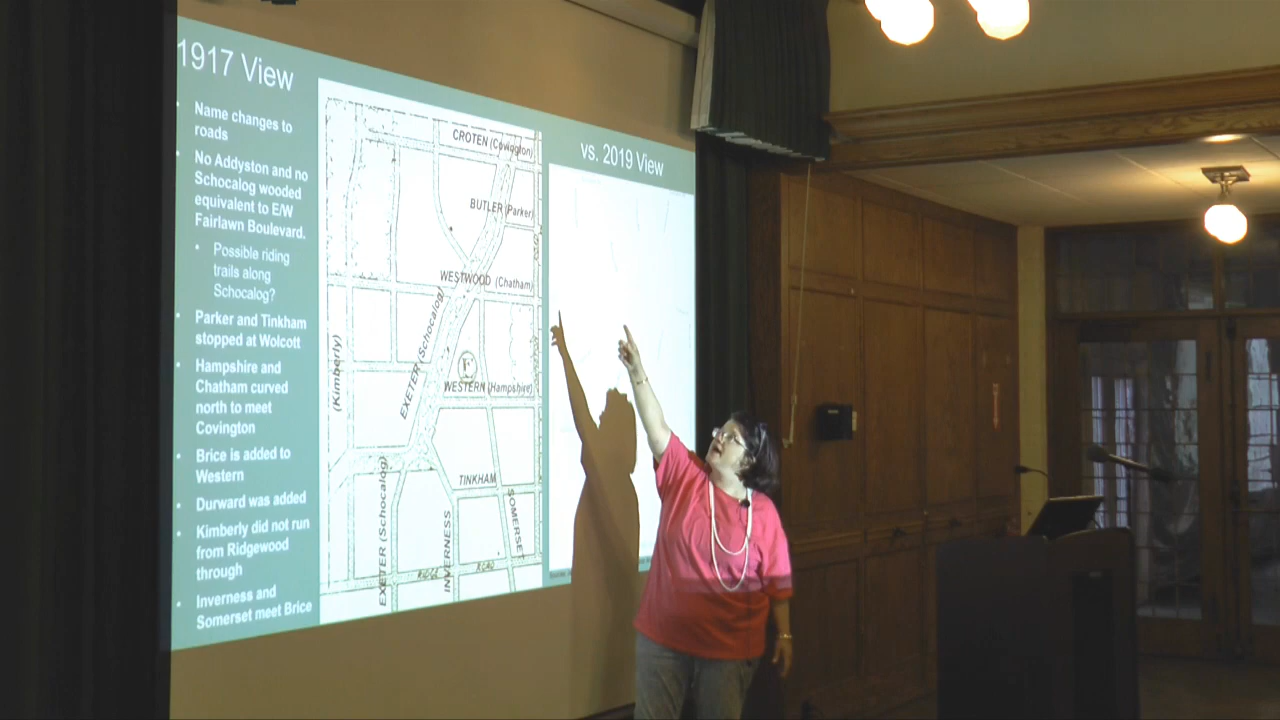 1917 View
Name changes to
roads
No Addyston and no
Schocalog wooded
equivalent to E/W
Fairlawn Boulevard.
Possible riding
trails along
Schocalog?
Parker and Tinkham
stopped at Wolcott
Hampshire and
Chatham curved
north to meet
Covington
Brice is added to
Western
Durward was added
Kimberly did not run
from Ridgewood
through
Inverness and
Somerset meet Brice
CROTEN (Covington)
BUTLER (Parker)
WESTWOOD (Chatham)
EXETER (Schocalog)
(Kimberly)
F
WESTERN (Hampshire)
TINKHAM
EXETER (Schocalog)
INVERNESS
SOMERSET
ROAD
vs. 2019 View